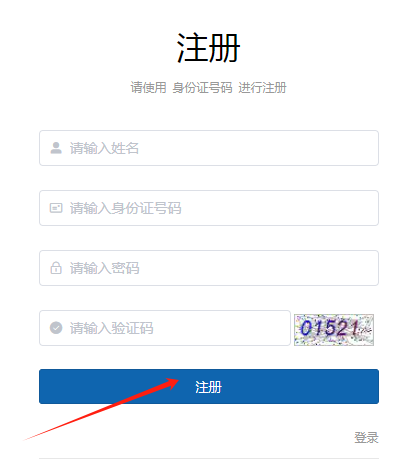 注册
请使用 身份证号码 进行注册
请输入姓名
请输入身份证号码
请输入密码
请输入验证码 01521
注册
登录